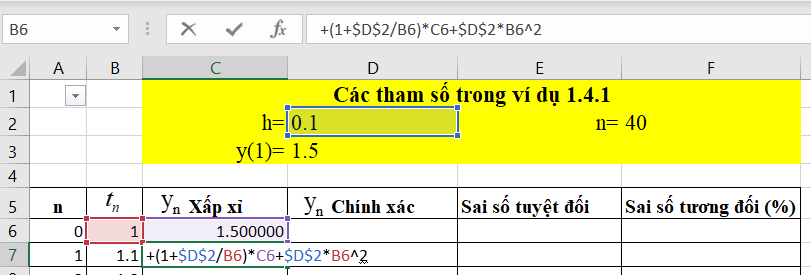 B6 +(1+$D$2/B6)*C6+$D$2*B6^2
A B C D E F
1 Các tham số trong ví dụ 1.4.1
2 h= 0.1 n= 40
3 y(1)= 1.5
4
5 n tn yn Xấp xỉ yn Chính xác Sai số tuyệt đối Sai số tương đối (%)
6 0 1 1.500000
7 1 1.1 +(1+$D$2/B6)*C6+$D$2*B6^2